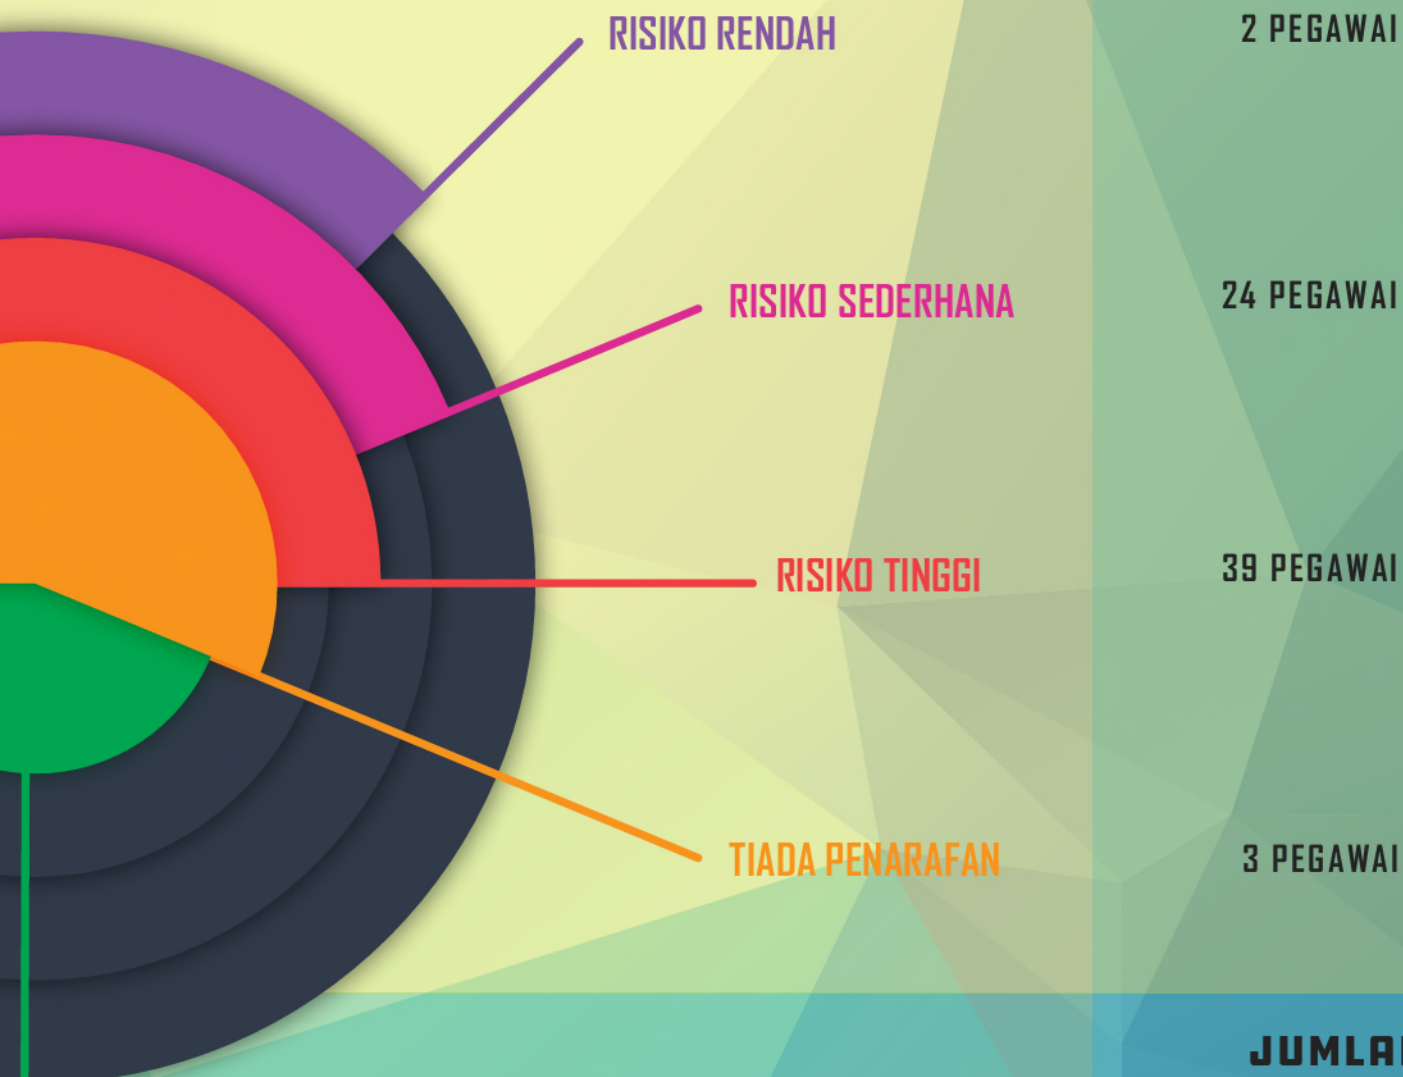 RISIKO RENDAH
2 PEGAWAI
RISIKO SEDERHANA
24 PEGAWAI
RISIKO TINGGI
39 PEGAWAI
TIADA PENARAFAN
3 PEGAWAI